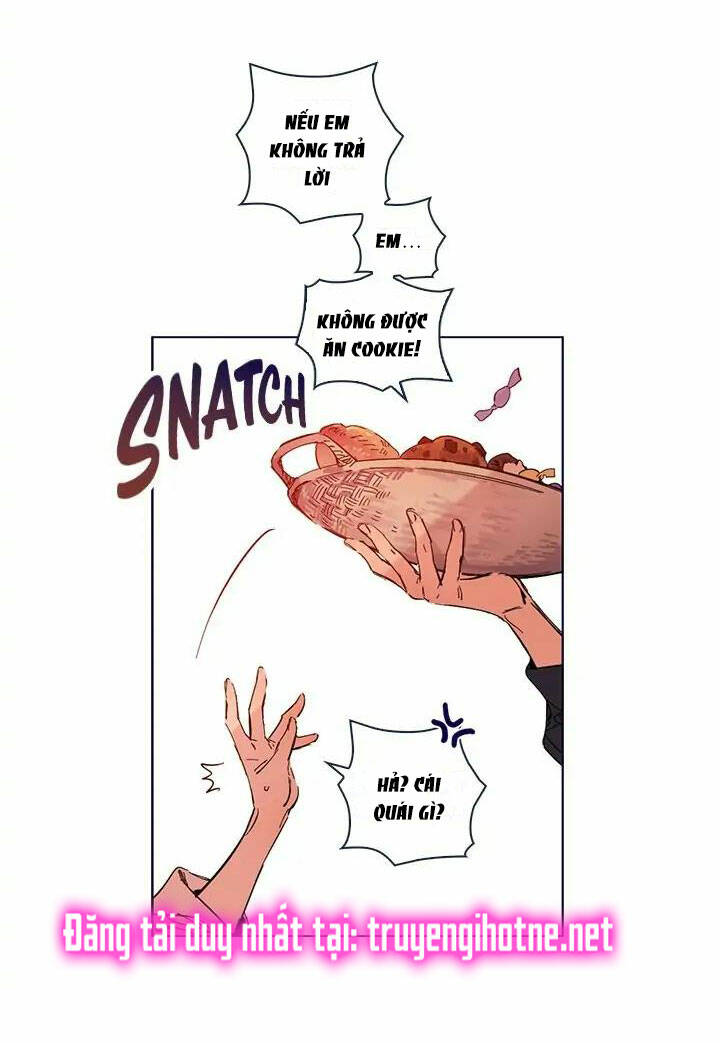 NẾU EM
KHÔNG TRẢ
LỜI
EM...
KHÔNG ĐƯỢC
ĂN COOKIE!
SNATCH
HẢ? CÁI
QUÁI GÌ?
Đăng tải duy nhất tại: truyengihotne.net